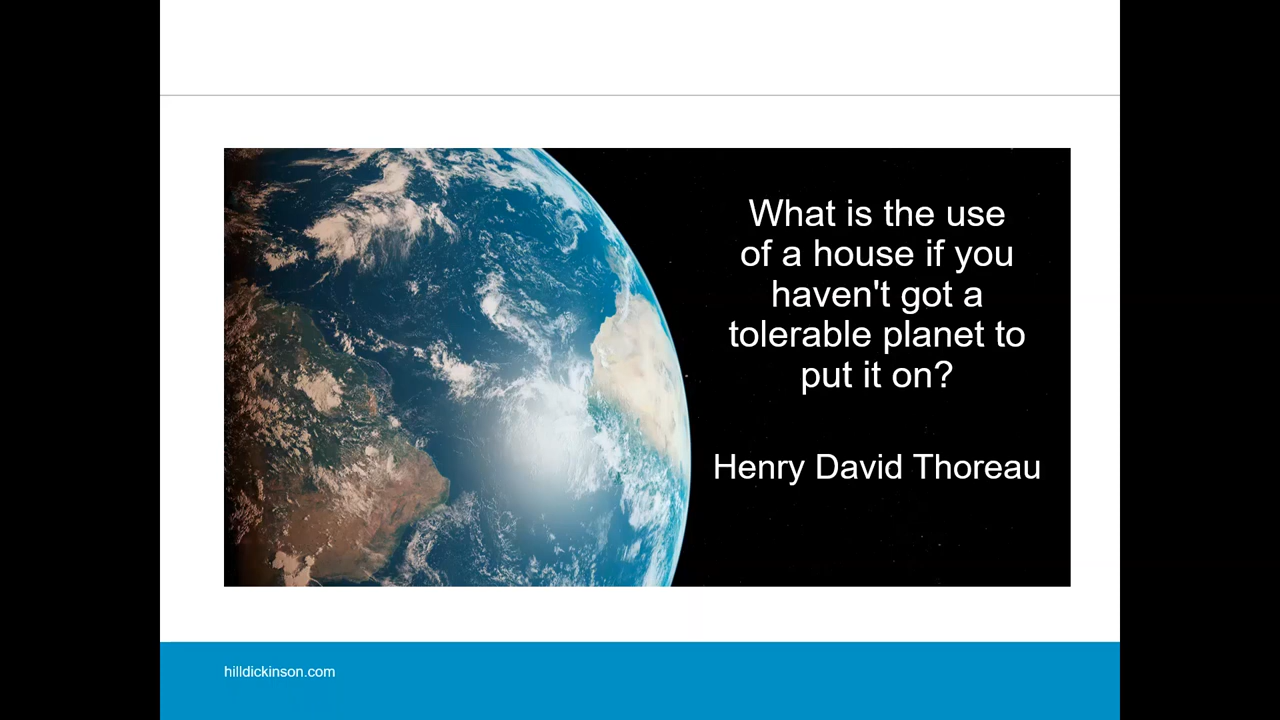 What is the use
of a house if you
haven't got a
tolerable planet to
put it on?
Henry David Thoreau
hilldickinson.com